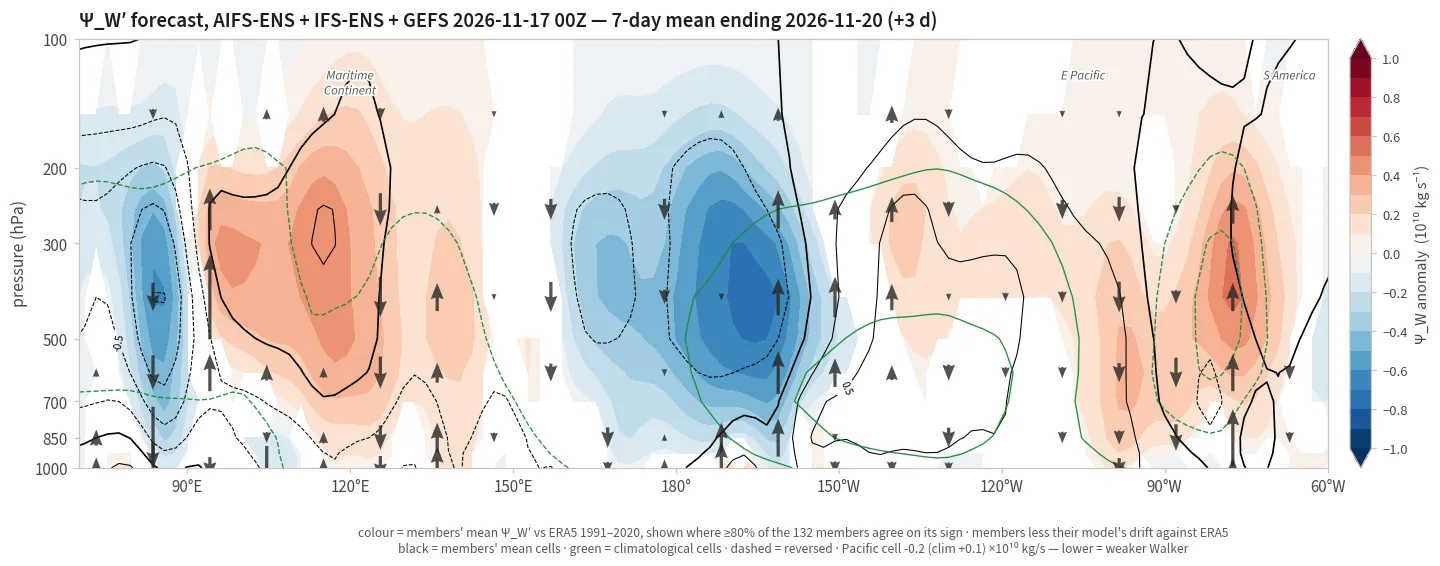 Ψ_W′ forecast, AIFS-ENS + IFS-ENS + GEFS 2026-11-17 00Z — 7-day mean ending 2026-11-20 (+3 d)
100
200
300
400
500
700
850
1000
pressure (hPa)
Maritime
Continent
E Pacific
S America
-0.5
0.5
90°E
120°E
150°E
180°
150°W
120°W
90°W
60°W
1.0
0.8
0.6
0.4
0.2
0.0
−0.2
−0.4
−0.6
−0.8
−1.0
Ψ_W anomaly (10¹⁰ kg s⁻¹)
colour = members' mean Ψ_W′ vs ERA5 1991–2020, shown where ≥80% of the 132 members agree on its sign · members less their model's drift against ERA5
black = members' mean cells · green = climatological cells · dashed = reversed · Pacific cell -0.2 (clim +0.1) ×10¹⁰ kg/s — lower = weaker Walker